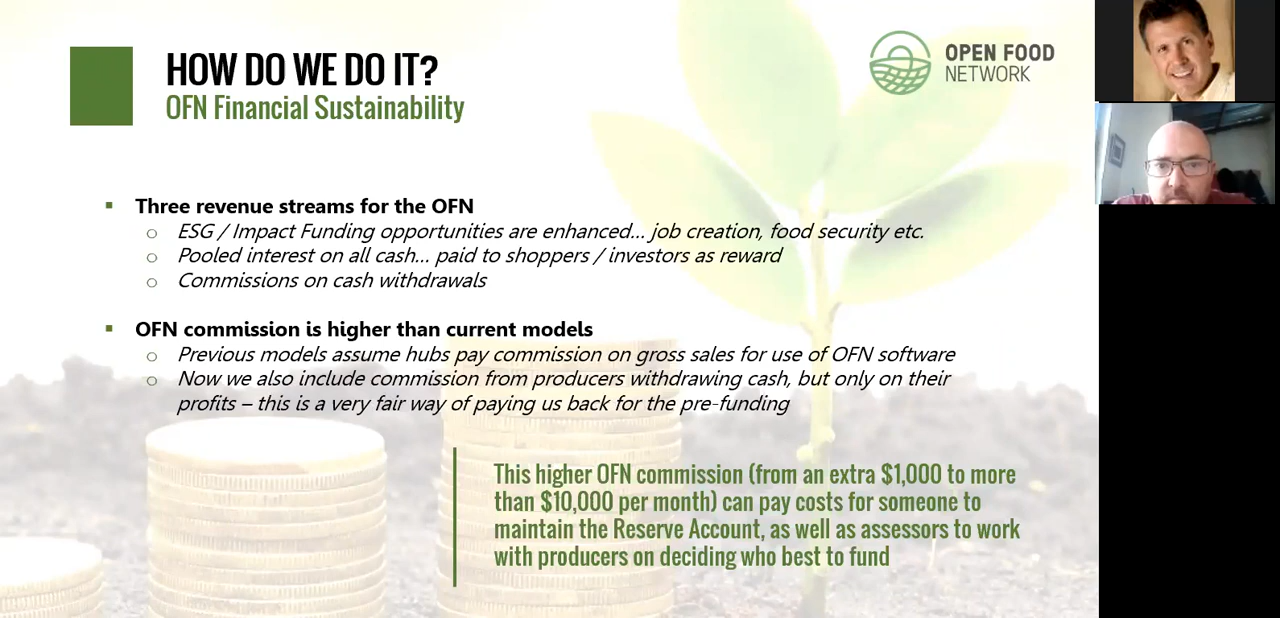 HOW DO WE DO IT?
OFN Financial Sustainability
OPEN FOOD
NETWORK
Three revenue streams for the OFN
ESG / Impact Funding opportunities are enhanced... job creation, food security etc.
Pooled interest on all cash... paid to shoppers / investors as reward
Commissions on cash withdrawals
OFN commission is higher than current models
Previous models assume hubs pay commission on gross sales for use of OFN software
Now we also include commission from producers withdrawing cash, but only on their
profits – this is a very fair way of paying us back for the pre-funding
This higher OFN commission (from an extra $1,000 to more
than $10,000 per month) can pay costs for someone to
maintain the Reserve Account, as well as assessors to work
with producers on deciding who best to fund